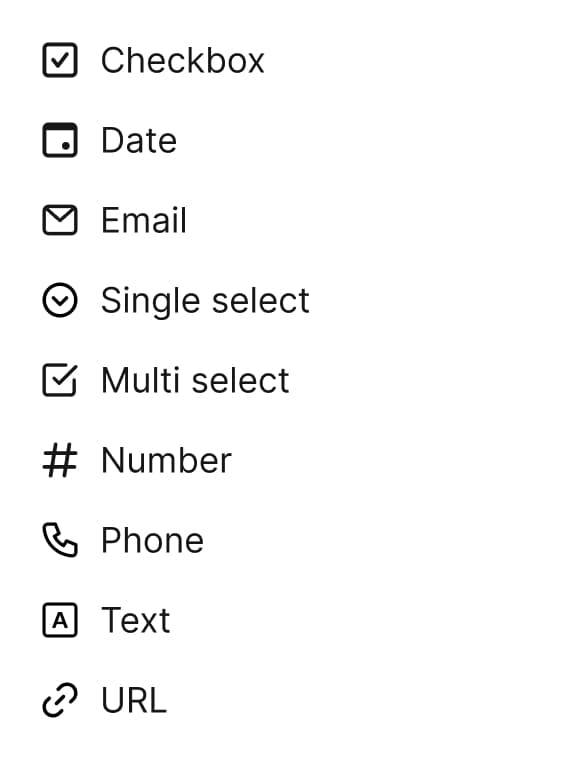 Checkbox
Date
Email
Single select
Multi select
Number
Phone
A Text
URL